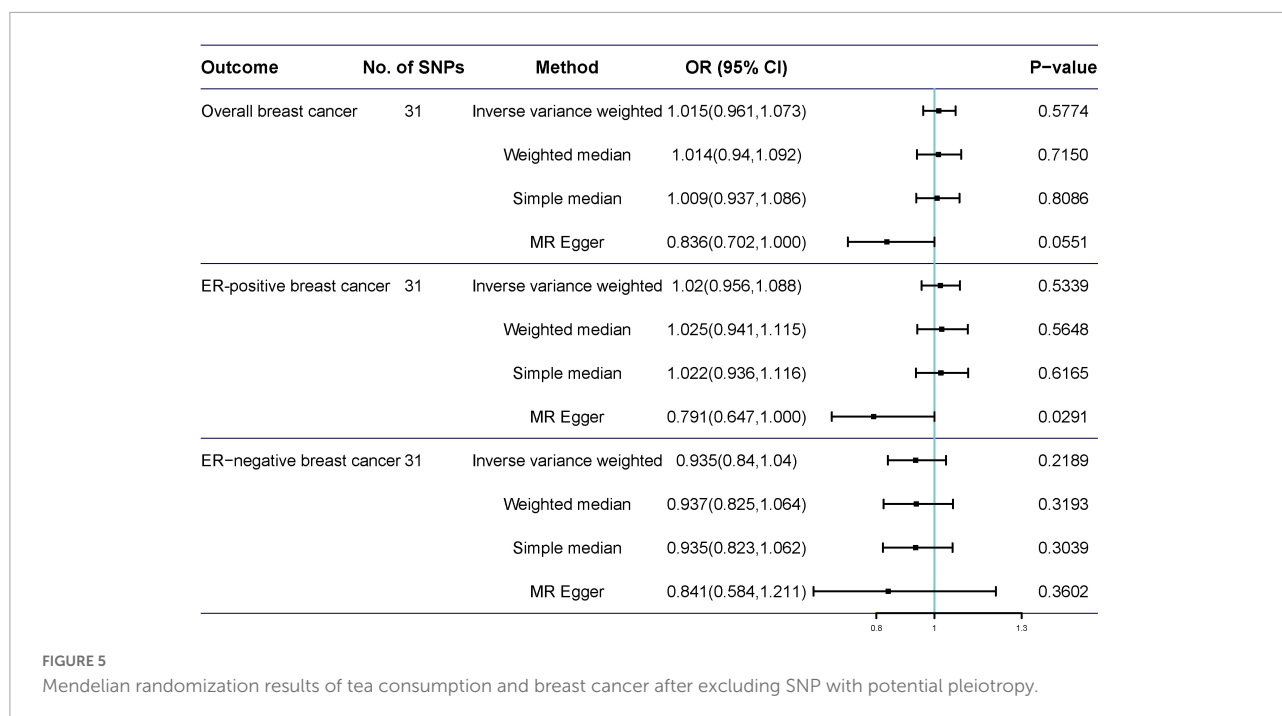 Outcome No. of SNPs Method OR (95% CI) P−value
Overall breast cancer 31 Inverse variance weighted 1.015(0.961,1.073) 0.5774
Weighted median 1.014(0.94,1.092) 0.7150
Simple median 1.009(0.937,1.086) 0.8086
MR Egger 0.836(0.702,1.000) 0.0551
ER-positive breast cancer 31 Inverse variance weighted 1.02(0.956,1.088) 0.5339
Weighted median 1.025(0.941,1.115) 0.5648
Simple median 1.022(0.936,1.116) 0.6165
MR Egger 0.791(0.647,1.000) 0.0291
ER−negative breast cancer 31 Inverse variance weighted 0.935(0.84,1.04) 0.2189
Weighted median 0.937(0.825,1.064) 0.3193
Simple median 0.935(0.823,1.062) 0.3039
MR Egger 0.841(0.584,1.211) 0.3602
0.8 1 1.3
FIGURE 5
Mendelian randomization results of tea consumption and breast cancer after excluding SNP with potential pleiotropy.